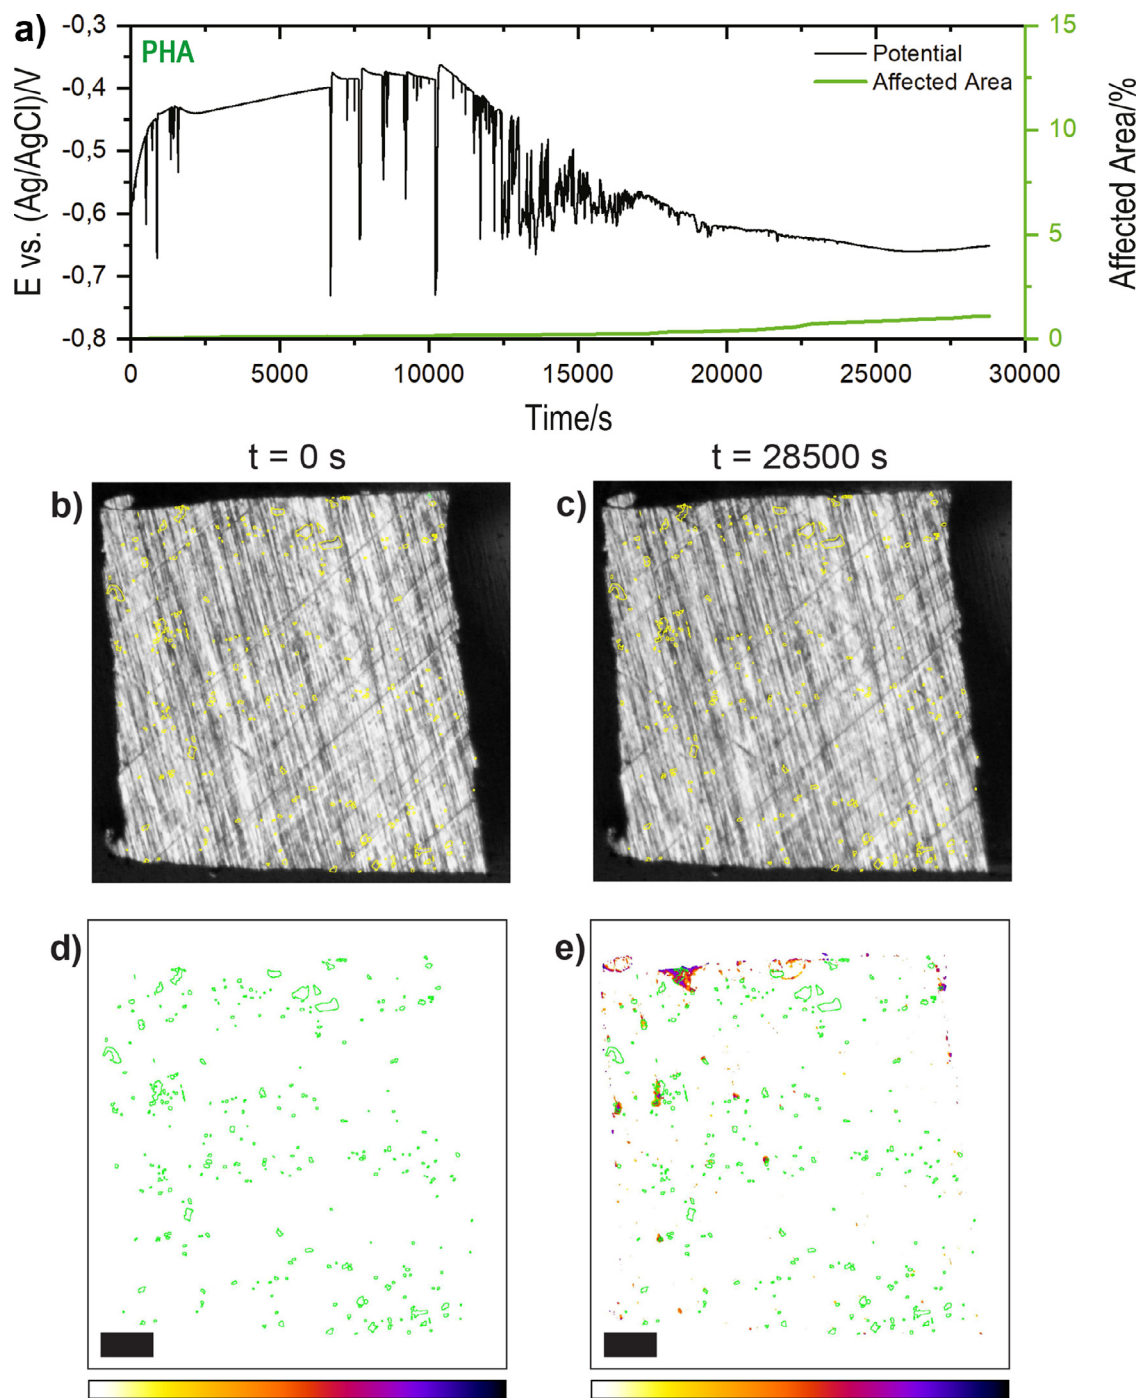 a)
PHA
Potential
Affected Area
E vs. (Ag/AgCl)/V
-0,3
-0,4
-0,5
-0,6
-0,7
-0,8
15
10
5
0
Affected Area/%
0 5000 10000 15000 20000 25000 30000
Time/s
t = 0 s t = 28500 s
b) c)
d) e)